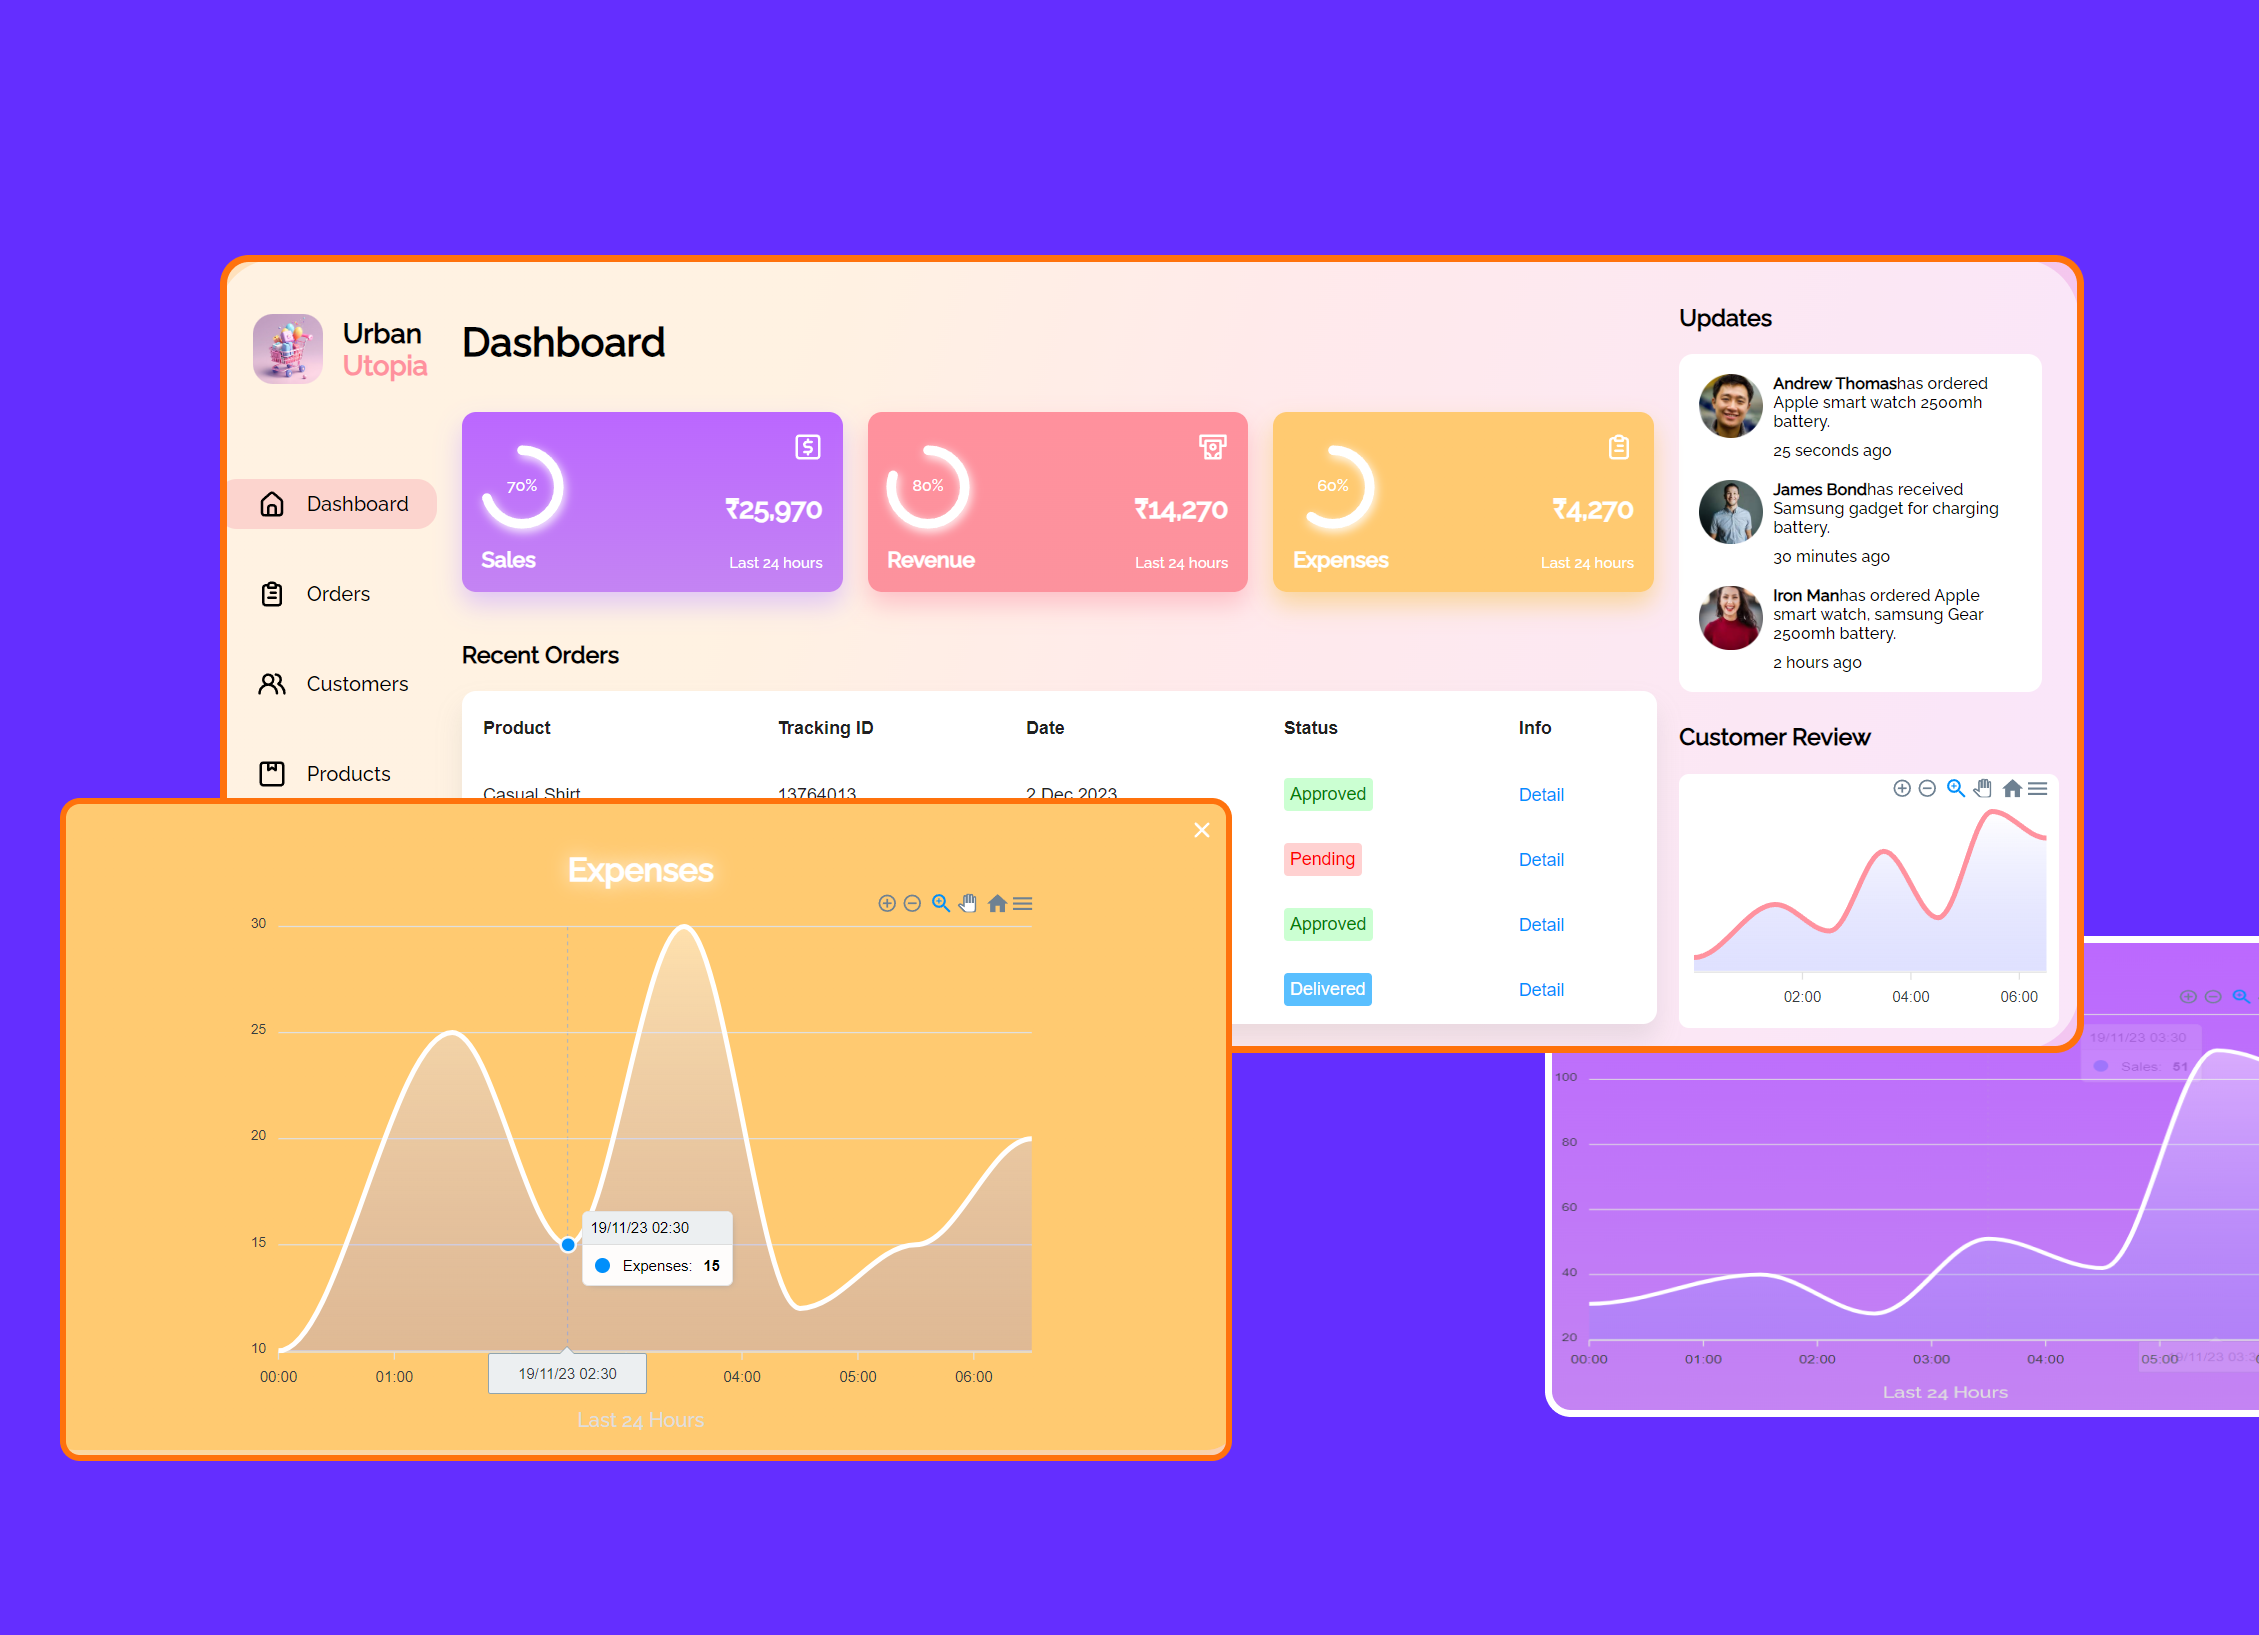 Urban
Utopia
Dashboard
Orders
Customers
Products
Dashboard
70%
₹25,970
Sales
Last 24 hours
80%
₹14,270
Revenue
Last 24 hours
60%
₹4,270
Expenses
Last 24 hours
Recent Orders
Product Tracking ID Date Status Info
Casual Shirt 13764013 2 Dec 2023 Approved Detail
Pending Detail
Approved Detail
Delivered Detail
Updates
Andrew Thomashas ordered
Apple smart watch 2500mh
battery.
25 seconds ago
James Bondhas received
Samsung gadget for charging
battery.
30 minutes ago
Iron Manhas ordered Apple
smart watch, samsung Gear
2500mh battery.
2 hours ago
Customer Review
02:00 04:00 06:00
Expenses
30
25
20
15
10
19/11/23 02:30
Expenses: 15
00:00 01:00 19/11/23 02:30 04:00 05:00 06:00
Last 24 Hours
19/11/23 03:30
Sales: 51
100
80
60
40
20
00:00 01:00 02:00 03:00 04:00 05:00
Last 24 Hours